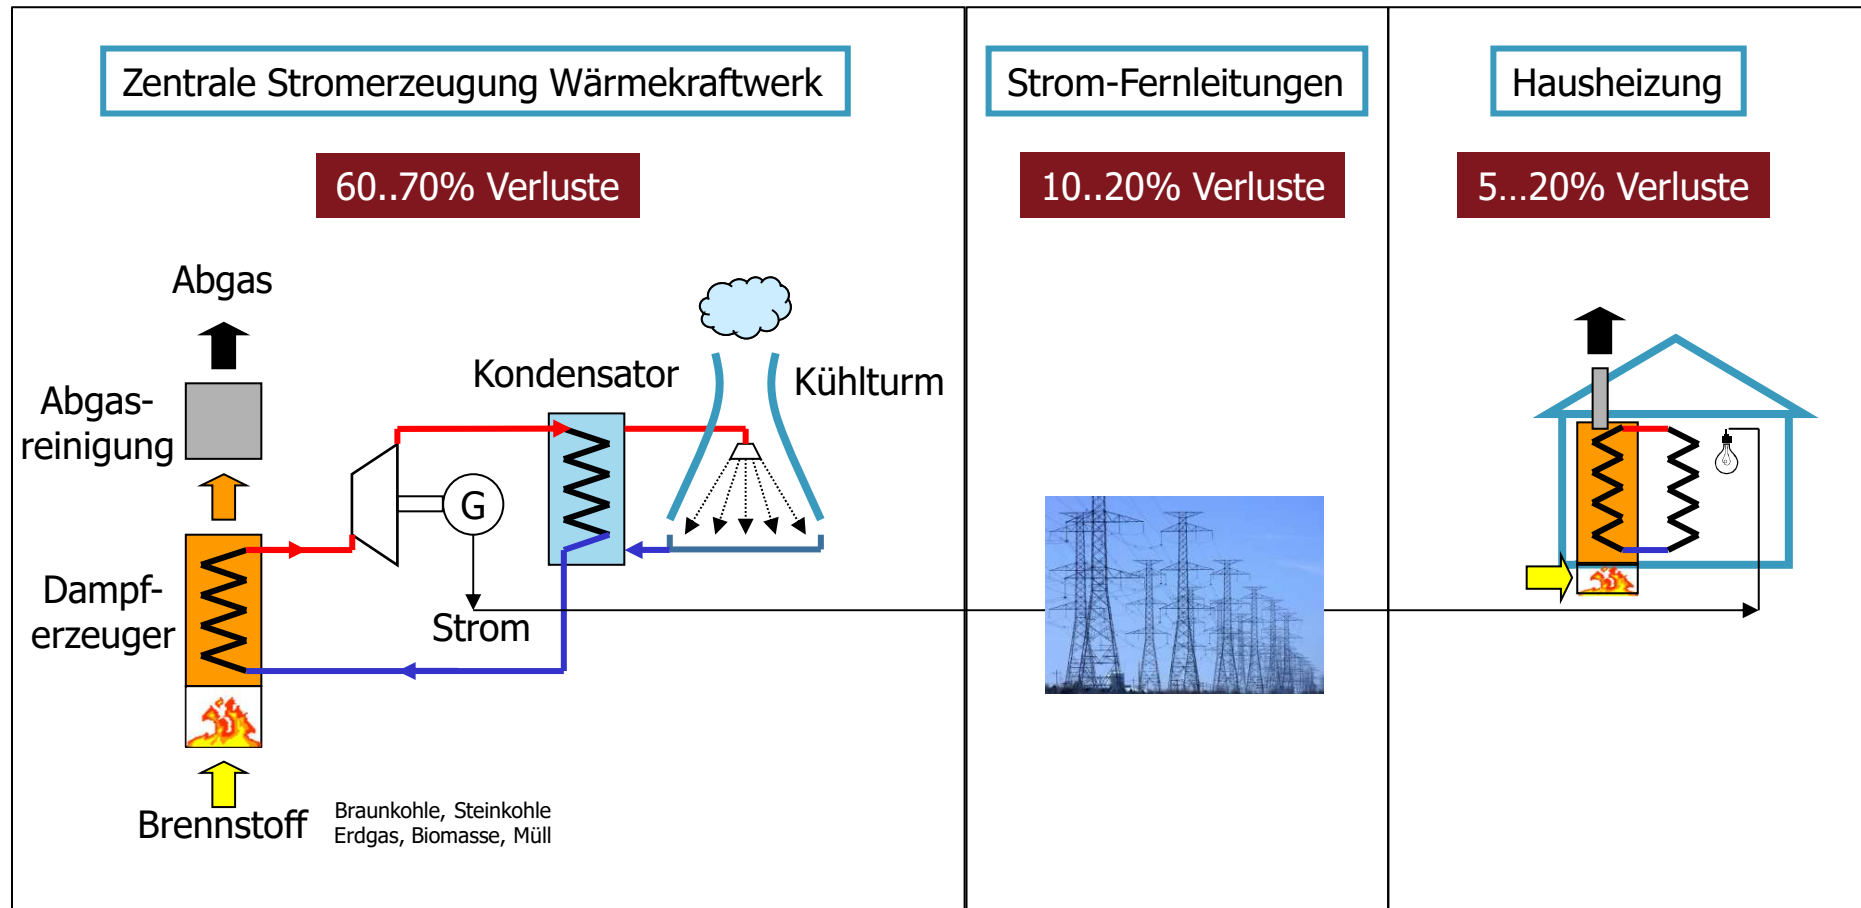 Zentrale Stromerzeugung Wärmekraftwerk
60..70% Verluste
Abgas
Abgas-
reinigung
Kondensator
Kühlturm
G
Dampf-
erzeuger
Strom
Brennstoff
Braunkohle, Steinkohle
Erdgas, Biomasse, Müll
Strom-Fernleitungen
10..20% Verluste
Hausheizung
5...20% Verluste